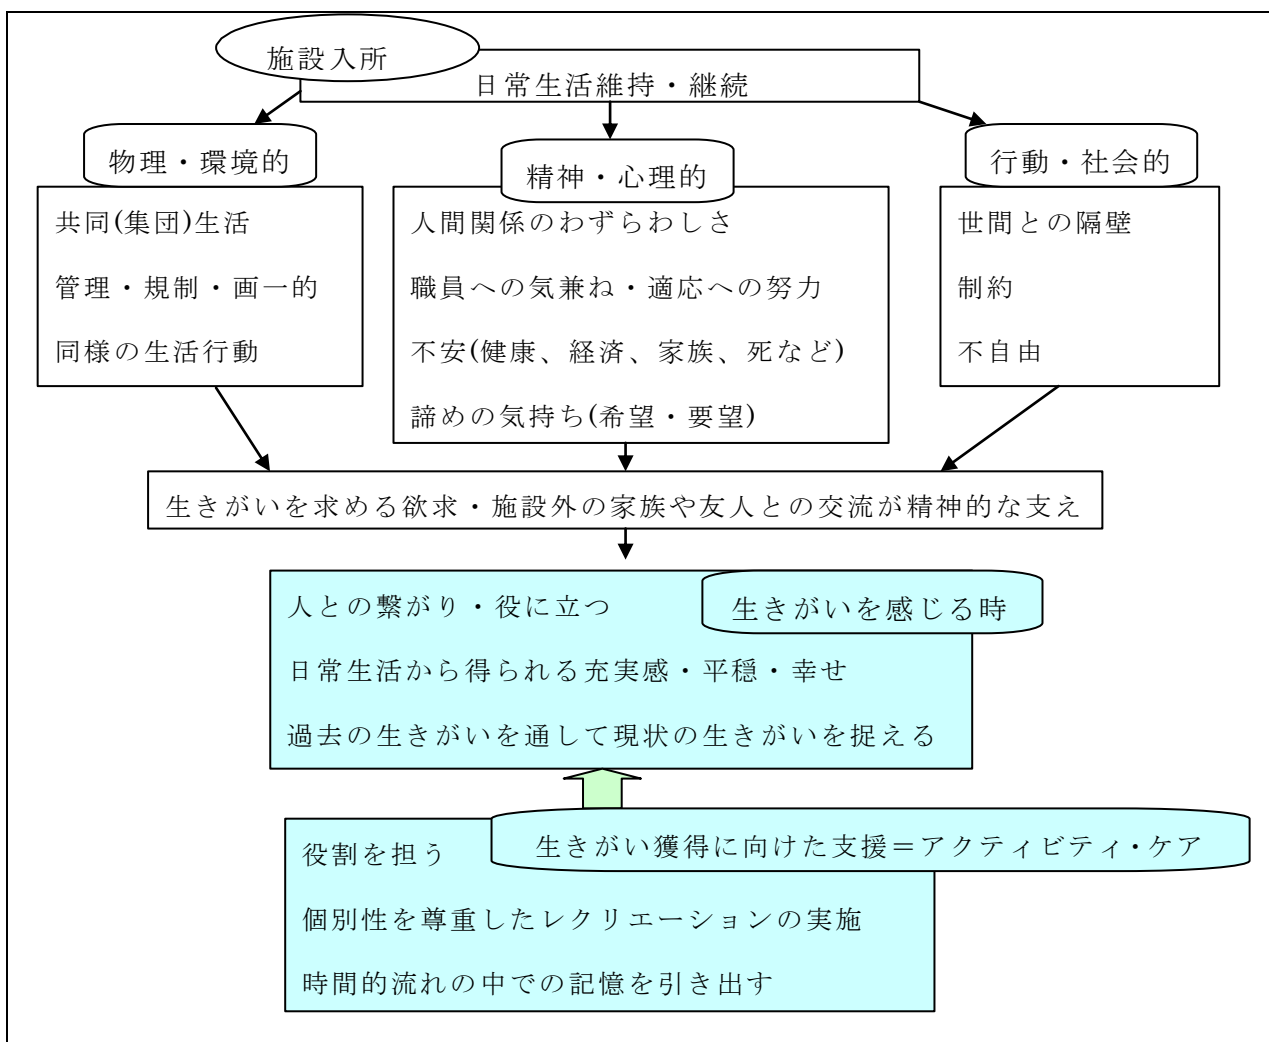 施設入所
日常生活維持・継続
物理・環境的
共同(集団)生活
管理・規制・画一的
同様の生活行動
精神・心理的
人間関係のわずらわしさ
職員への気兼ね・適応への努力
不安(健康、経済、家族、死など)
諦めの気持ち(希望・要望)
行動・社会的
世間との隔壁
制約
不自由
生きがいを求める欲求・施設外の家族や友人との交流が精神的な支え
生きがいを感じる時
人との繋がり・役に立つ
日常生活から得られる充実感・平穏・幸せ
過去の生きがいを通して現状の生きがいを捉える
生きがい獲得に向けた支援＝アクティビティ・ケア
役割を担う
個別性を尊重したレクリエーションの実施
時間的流れの中での記憶を引き出す